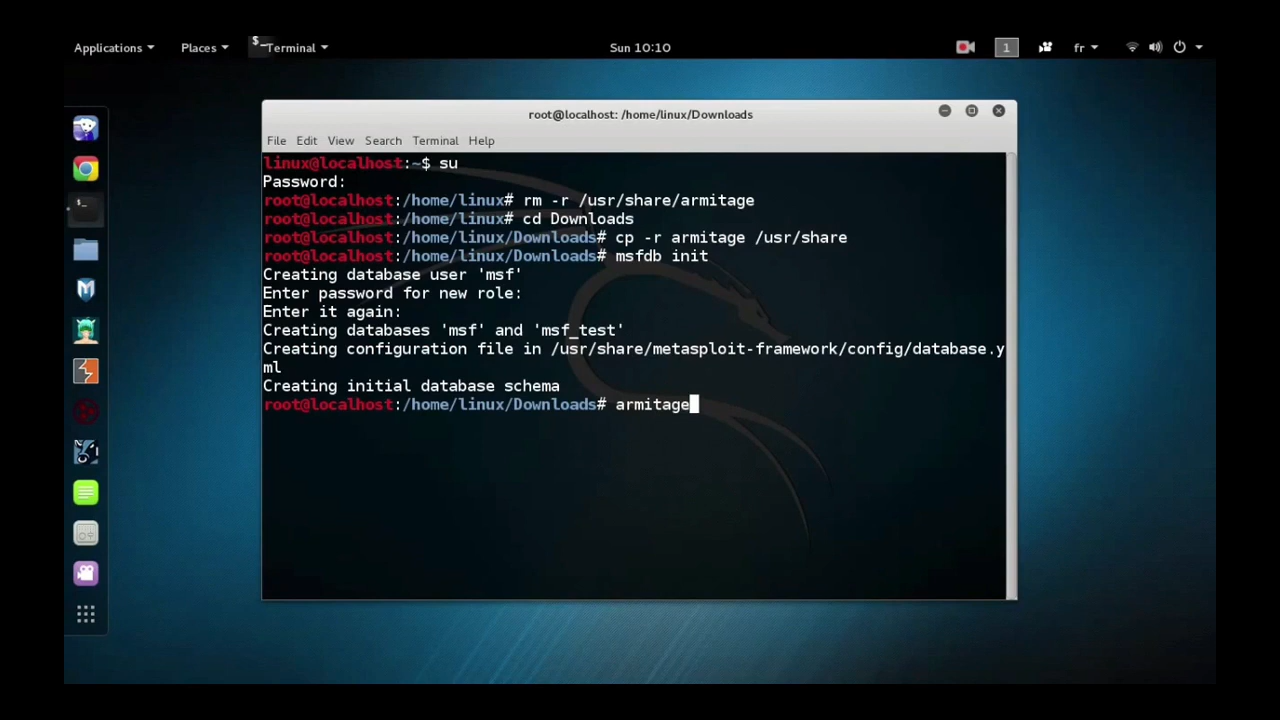 Applications Places Terminal Sun 10:10 1 fr
root@localhost: /home/linux/Downloads
File Edit View Search Terminal Help
linux@localhost:~$ su
Password:
root@localhost:/home/linux# rm -r /usr/share/armitage
root@localhost:/home/linux# cd Downloads
root@localhost:/home/linux/Downloads# cp -r armitage /usr/share
root@localhost:/home/linux/Downloads# msfdb init
Creating database user 'msf'
Enter password for new role:
Enter it again:
Creating databases 'msf' and 'msf_test'
Creating configuration file in /usr/share/metasploit-framework/config/database.y
ml
Creating initial database schema
root@localhost:/home/linux/Downloads# armitage